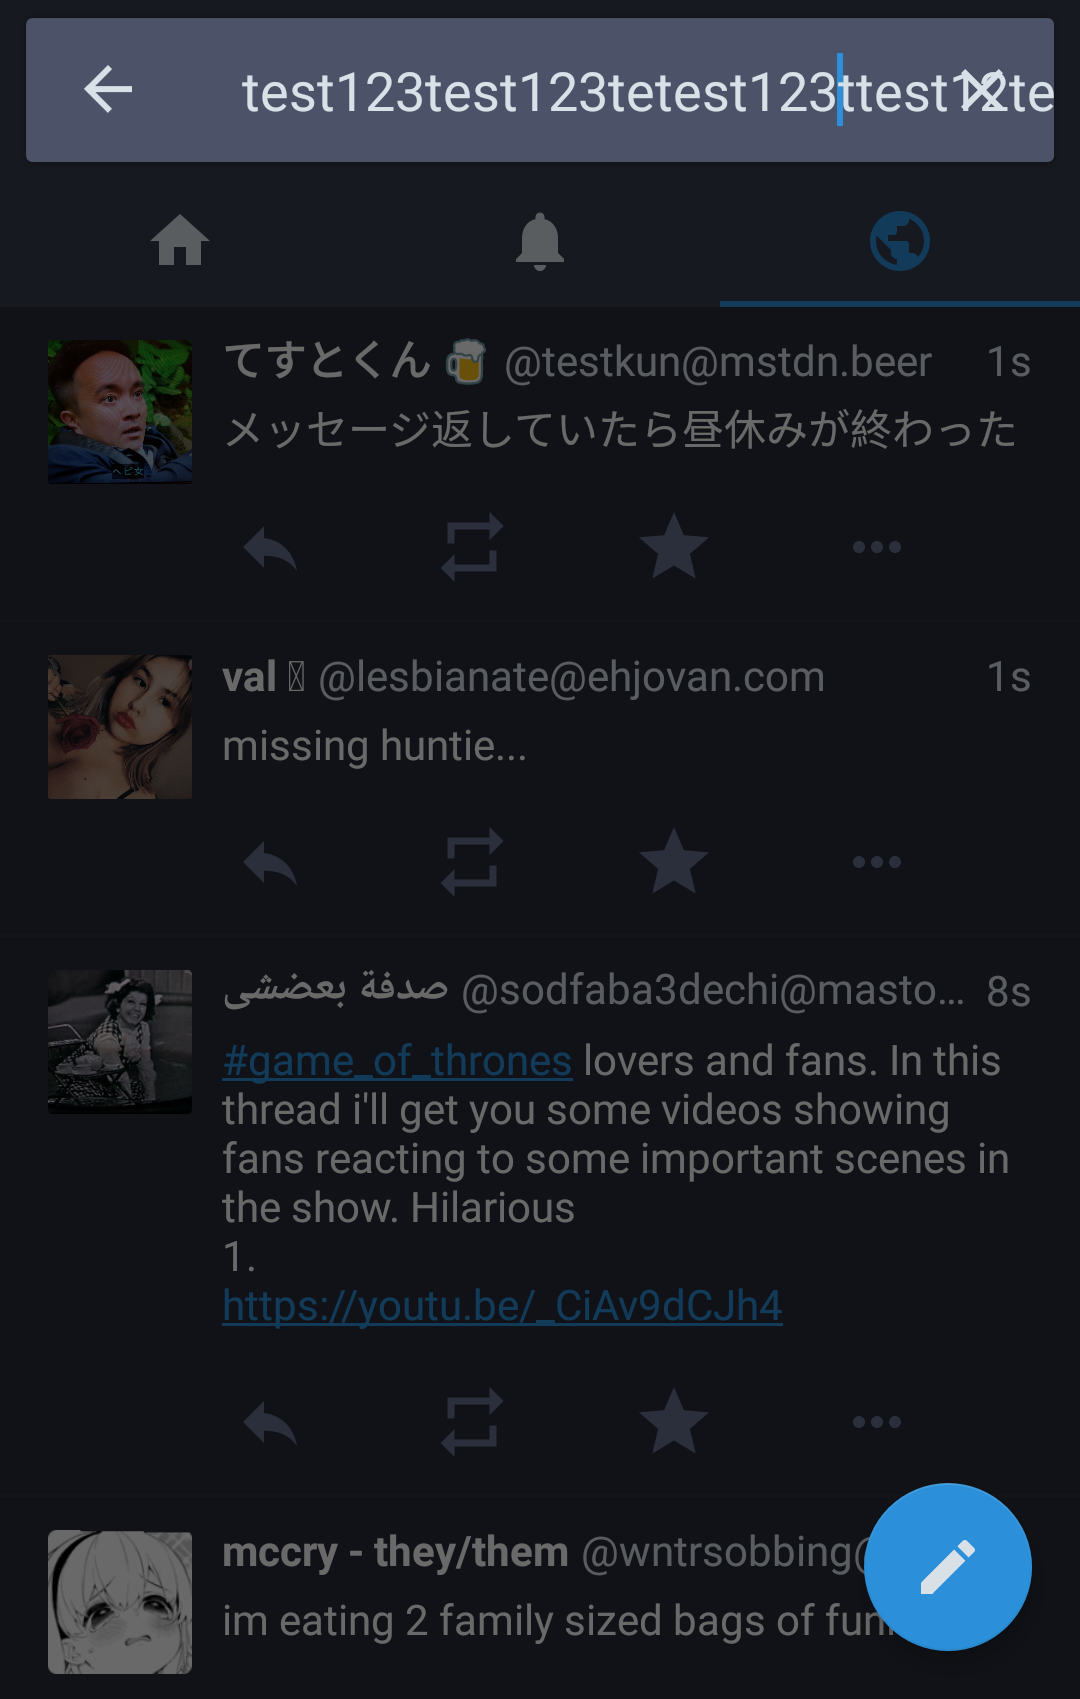 test123test123tetest123ttest12te
てすとくん 🍺 @testkun@mstdn.beer 1s
メッセージ返していたら昼休みが終わった
ヘビ女
val @lesbianate@ehjovan.com 1s
missing huntie...
صدفة بعضشى @sodfaba3dechi@masto... 8s
#game_of_thrones lovers and fans. In this
thread i'll get you some videos showing
fans reacting to some important scenes in
the show. Hilarious
1.
https://youtu.be/_CiAv9dCJh4
mccry - they/them @wntrsobbing@
im eating 2 family sized bags of fun